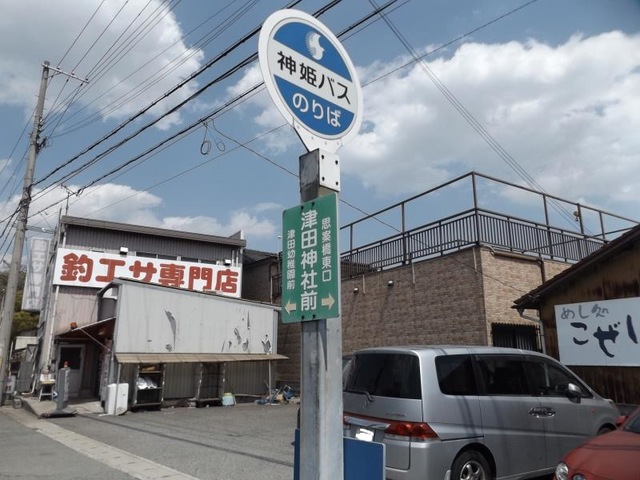 神姫バス
のりば
津田神社前
津田幼稚園前
思案橋東口
釣エサ専門店
めし処
こぜ